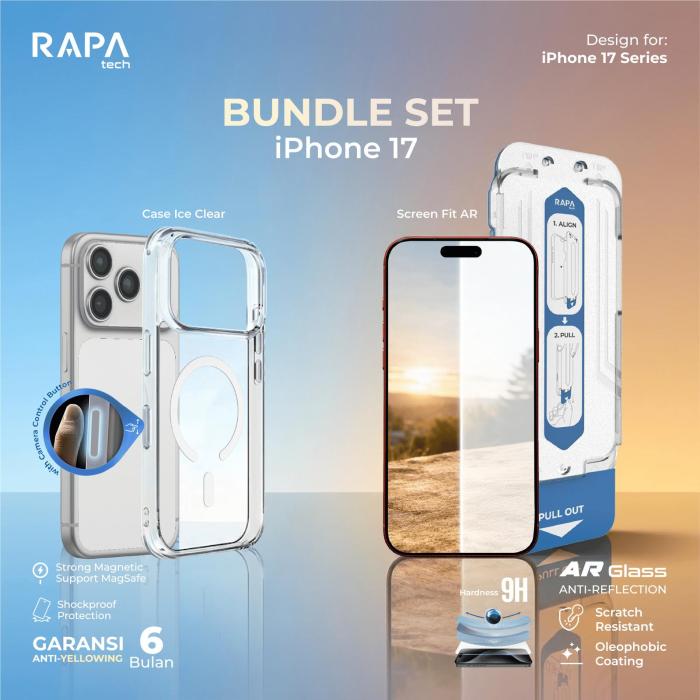 RAPA
tech
Design for:
iPhone 17 Series
BUNDLE SET
iPhone 17
Case Ice Clear
Screen Fit AR
RAPA
1. ALIGN
2. PULL
PULL OUT
with Camera Control Button
Strong Magnetic
Support MagSafe
Shockproof
Protection
GARANSI 6
ANTI-YELLOWING Bulan
Hardness 9H
AR Glass
ANTI-REFLECTION
Scratch
Resistant
Oleophobic
Coating